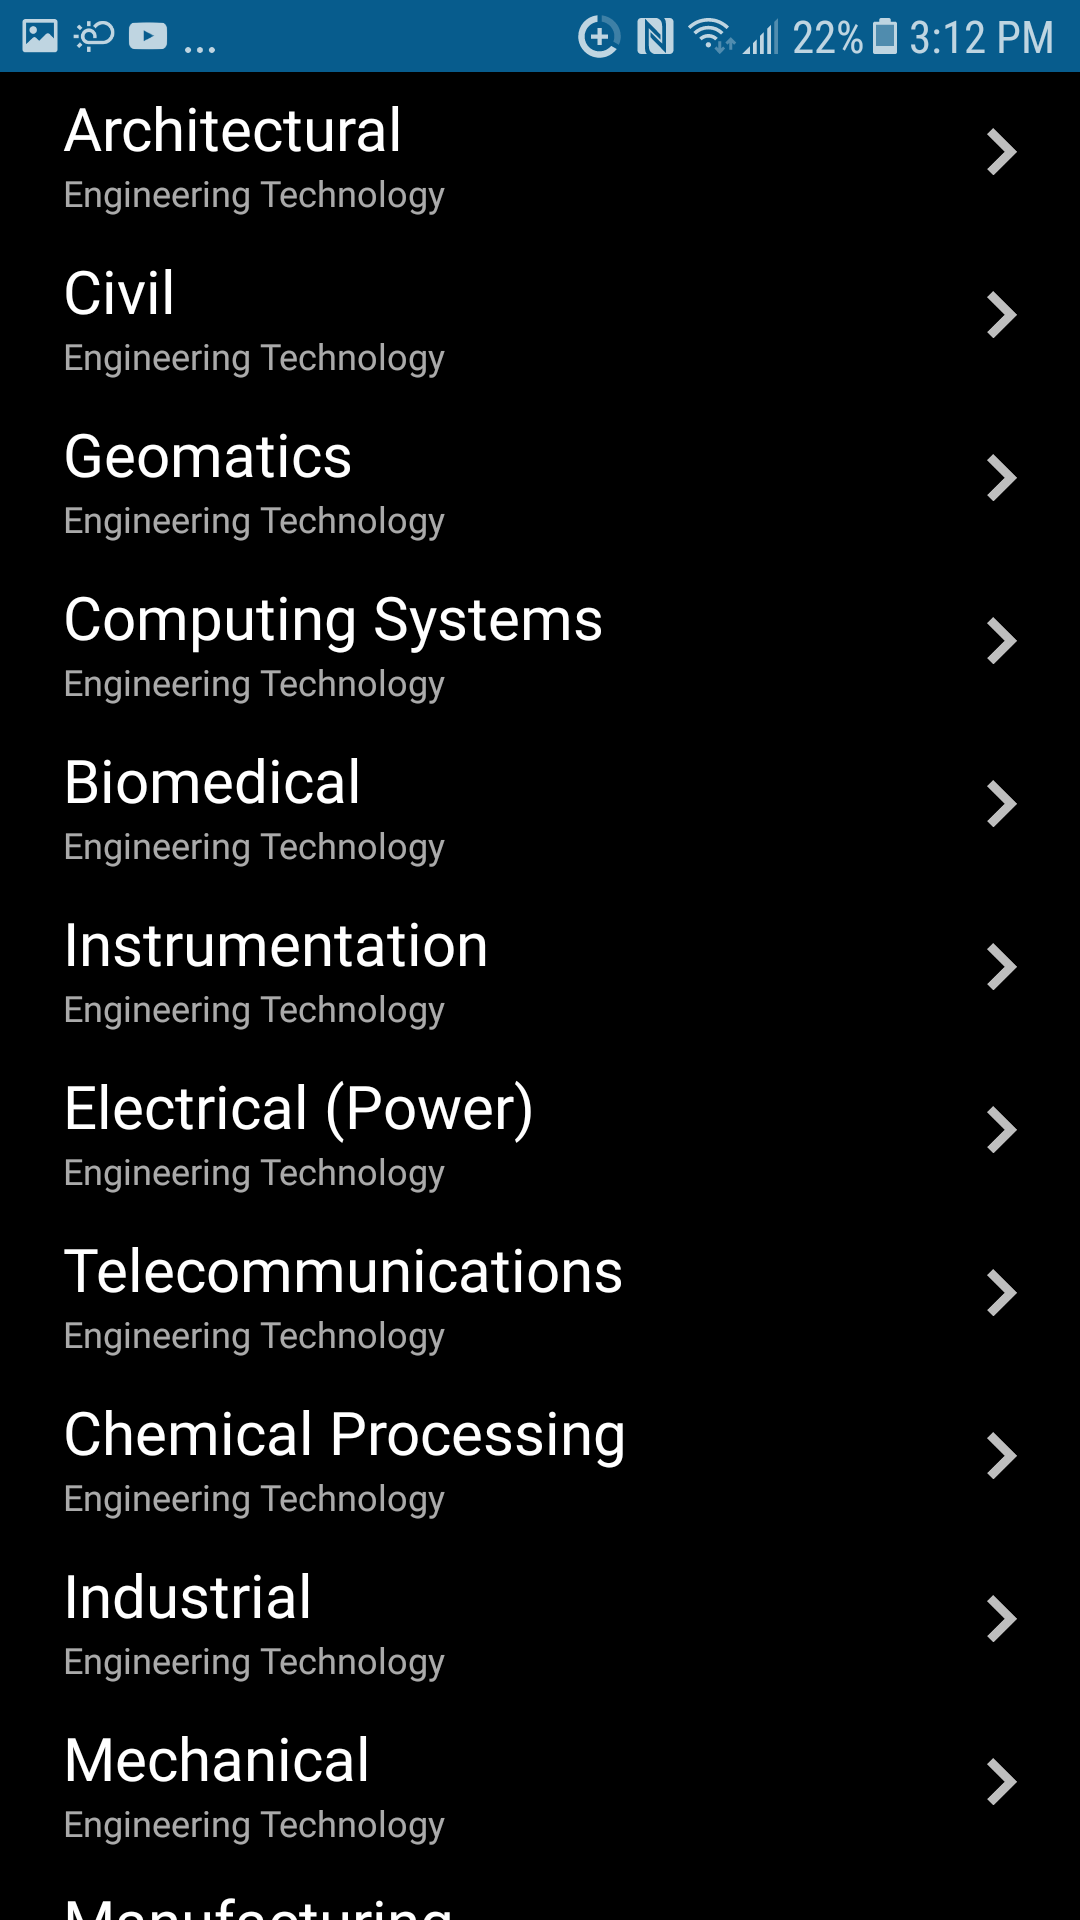 ... 22% 3:12 PM
Architectural
Engineering Technology
Civil
Engineering Technology
Geomatics
Engineering Technology
Computing Systems
Engineering Technology
Biomedical
Engineering Technology
Instrumentation
Engineering Technology
Electrical (Power)
Engineering Technology
Telecommunications
Engineering Technology
Chemical Processing
Engineering Technology
Industrial
Engineering Technology
Mechanical
Engineering Technology
Manufacturing